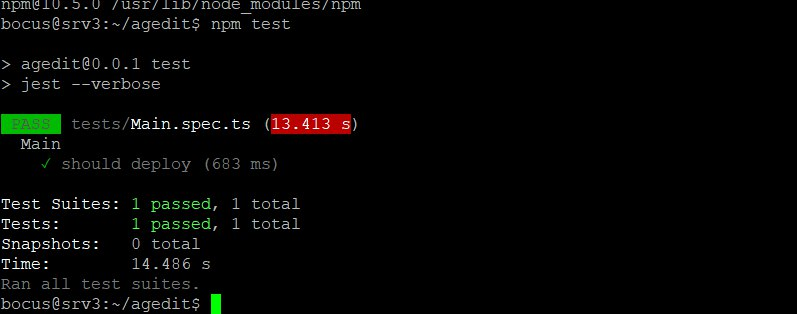 npm@10.5.0 /usr/lib/node_modules/npm
bocus@srv3:~/agedit$ npm test
> agedit@0.0.1 test
> jest --verbose
PASS tests/Main.spec.ts (13.413 s)
Main
✓ should deploy (683 ms)
Test Suites: 1 passed, 1 total
Tests: 1 passed, 1 total
Snapshots: 0 total
Time: 14.486 s
Ran all test suites.
bocus@srv3:~/agedit$